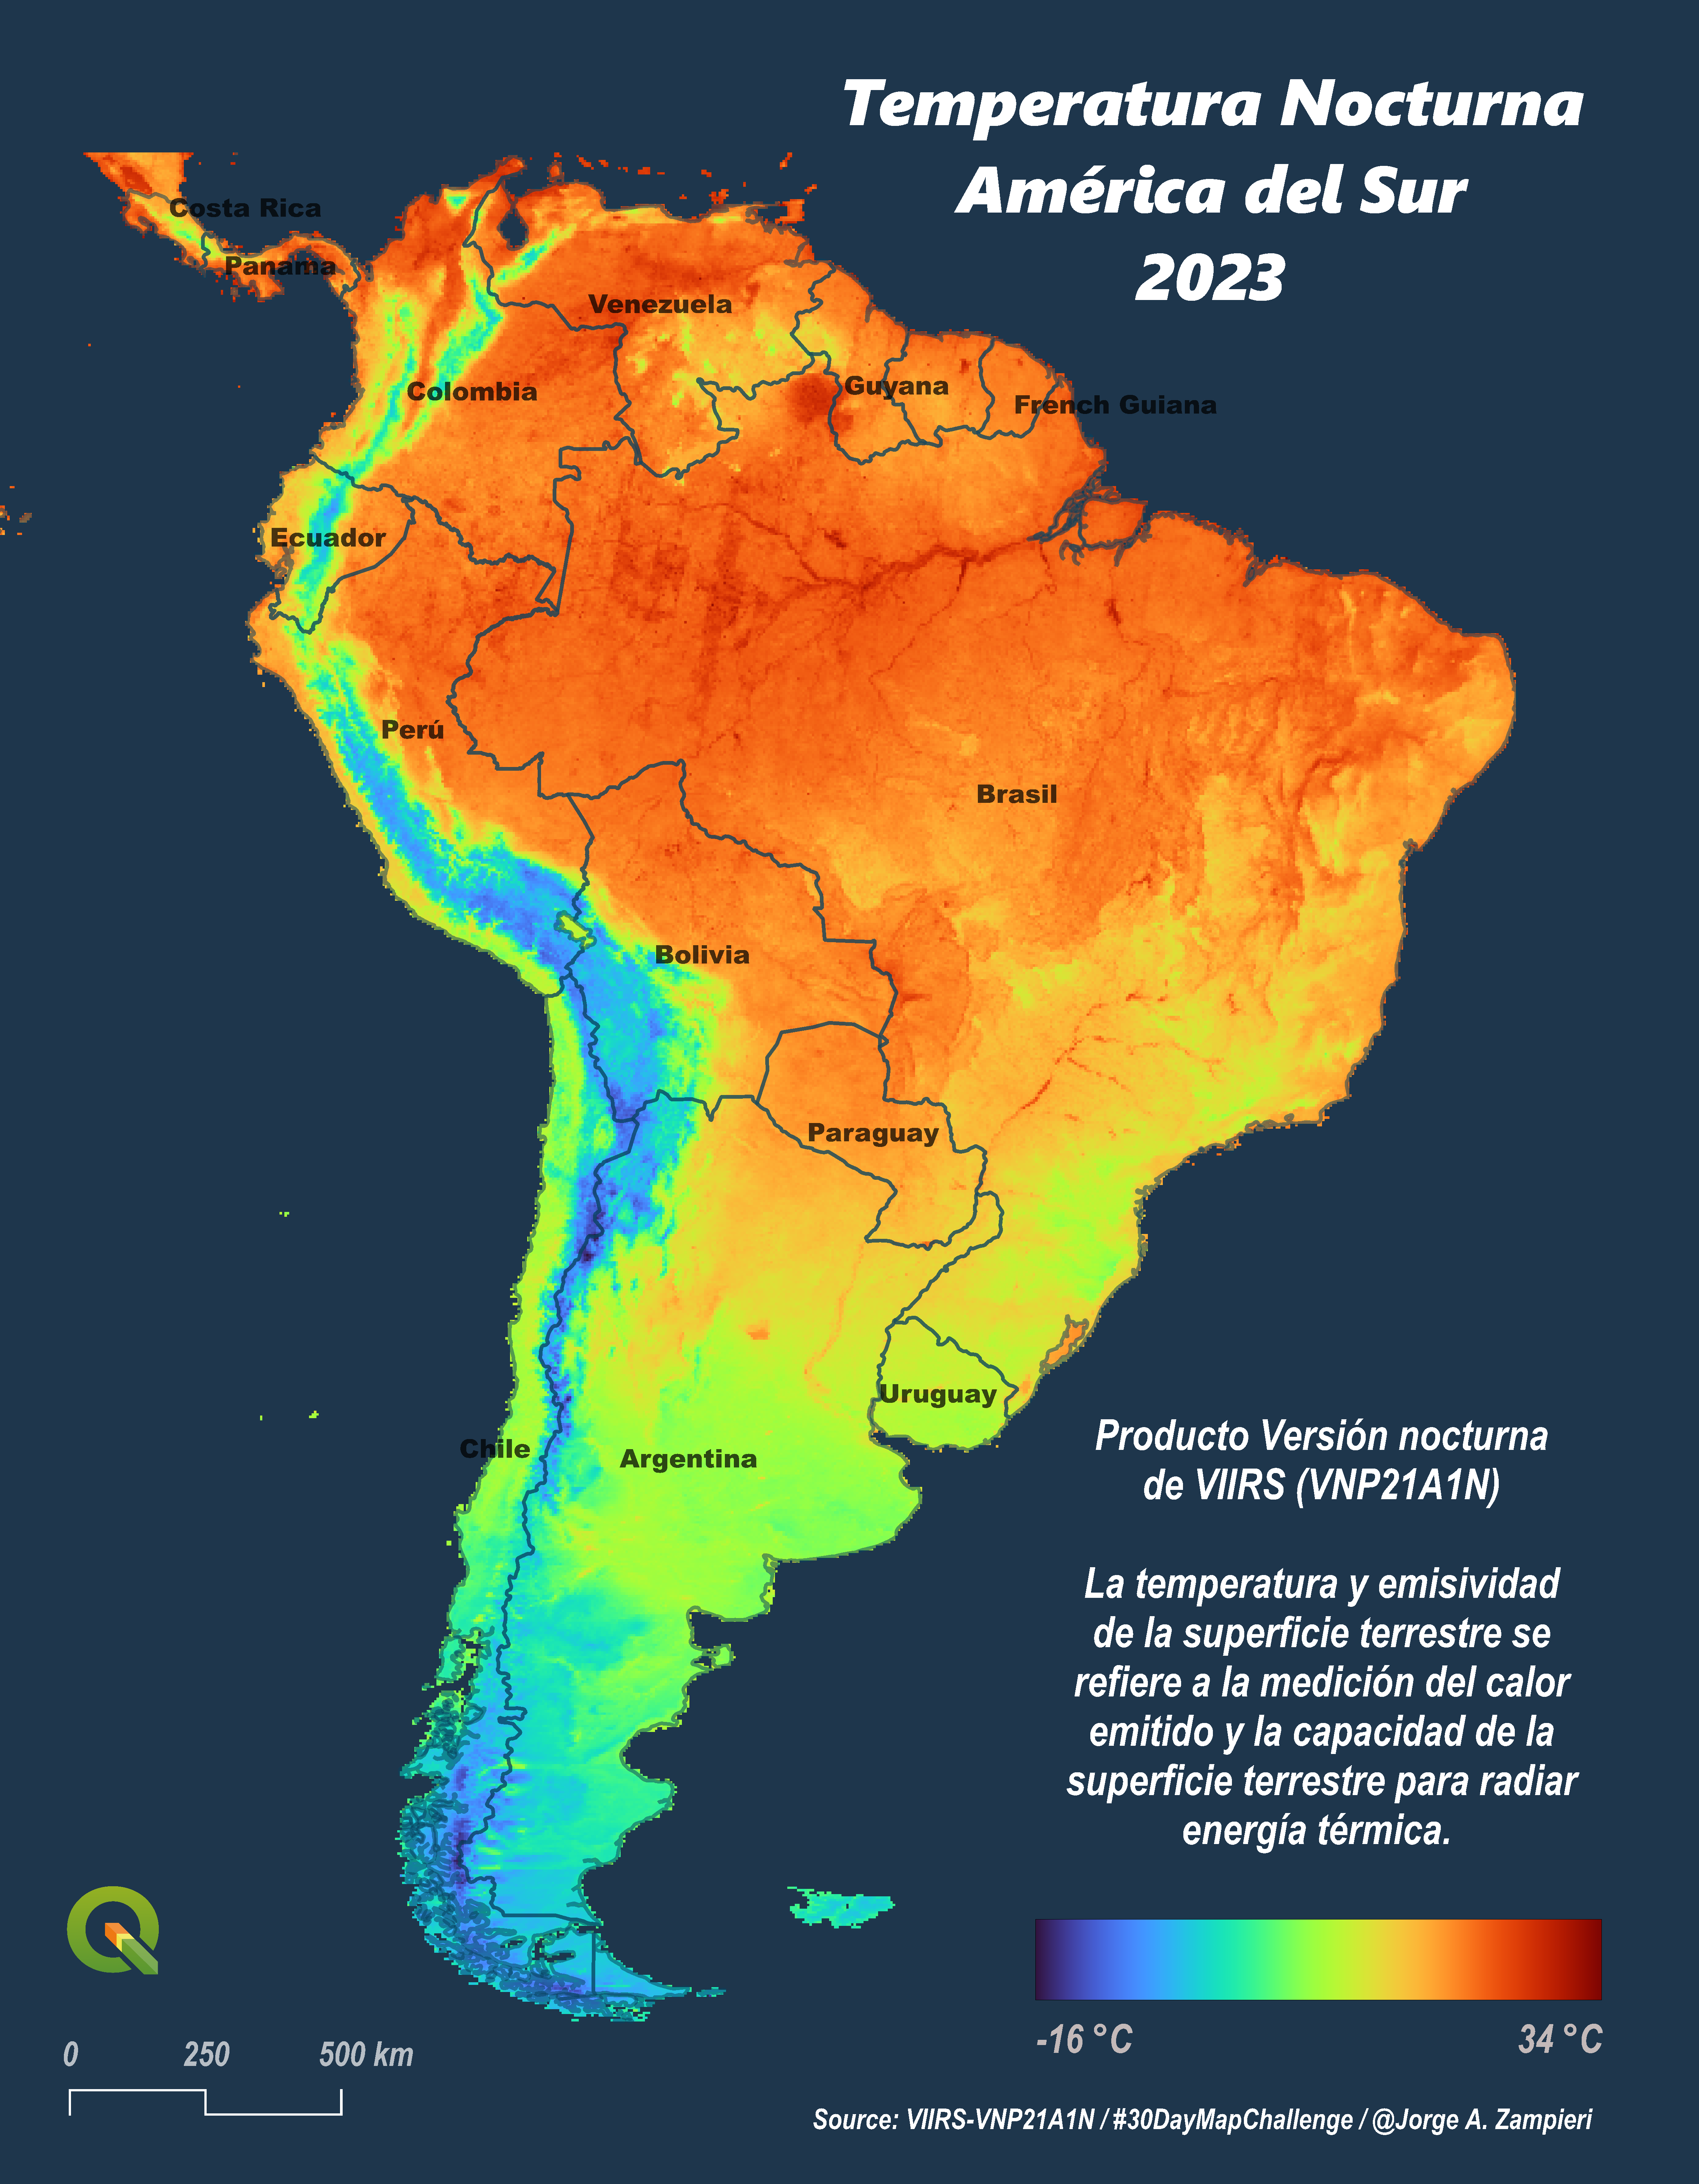 Temperatura Nocturna
América del Sur
2023
Costa Rica
Panama
Venezuela
Guyana
Colombia
French Guiana
Ecuador
Perú
Brasil
Bolivia
Paraguay
Uruguay
Chile
Argentina
Producto Versión nocturna
de VIIRS (VNP21A1N)
La temperatura y emisividad
de la superficie terrestre se
refiere a la medición del calor
emitido y la capacidad de la
superficie terrestre para radiar
energía térmica.
-16 °C 34 °C
0 250 500 km
Source: VIIRS-VNP21A1N / #30DayMapChallenge / @Jorge A. Zampieri